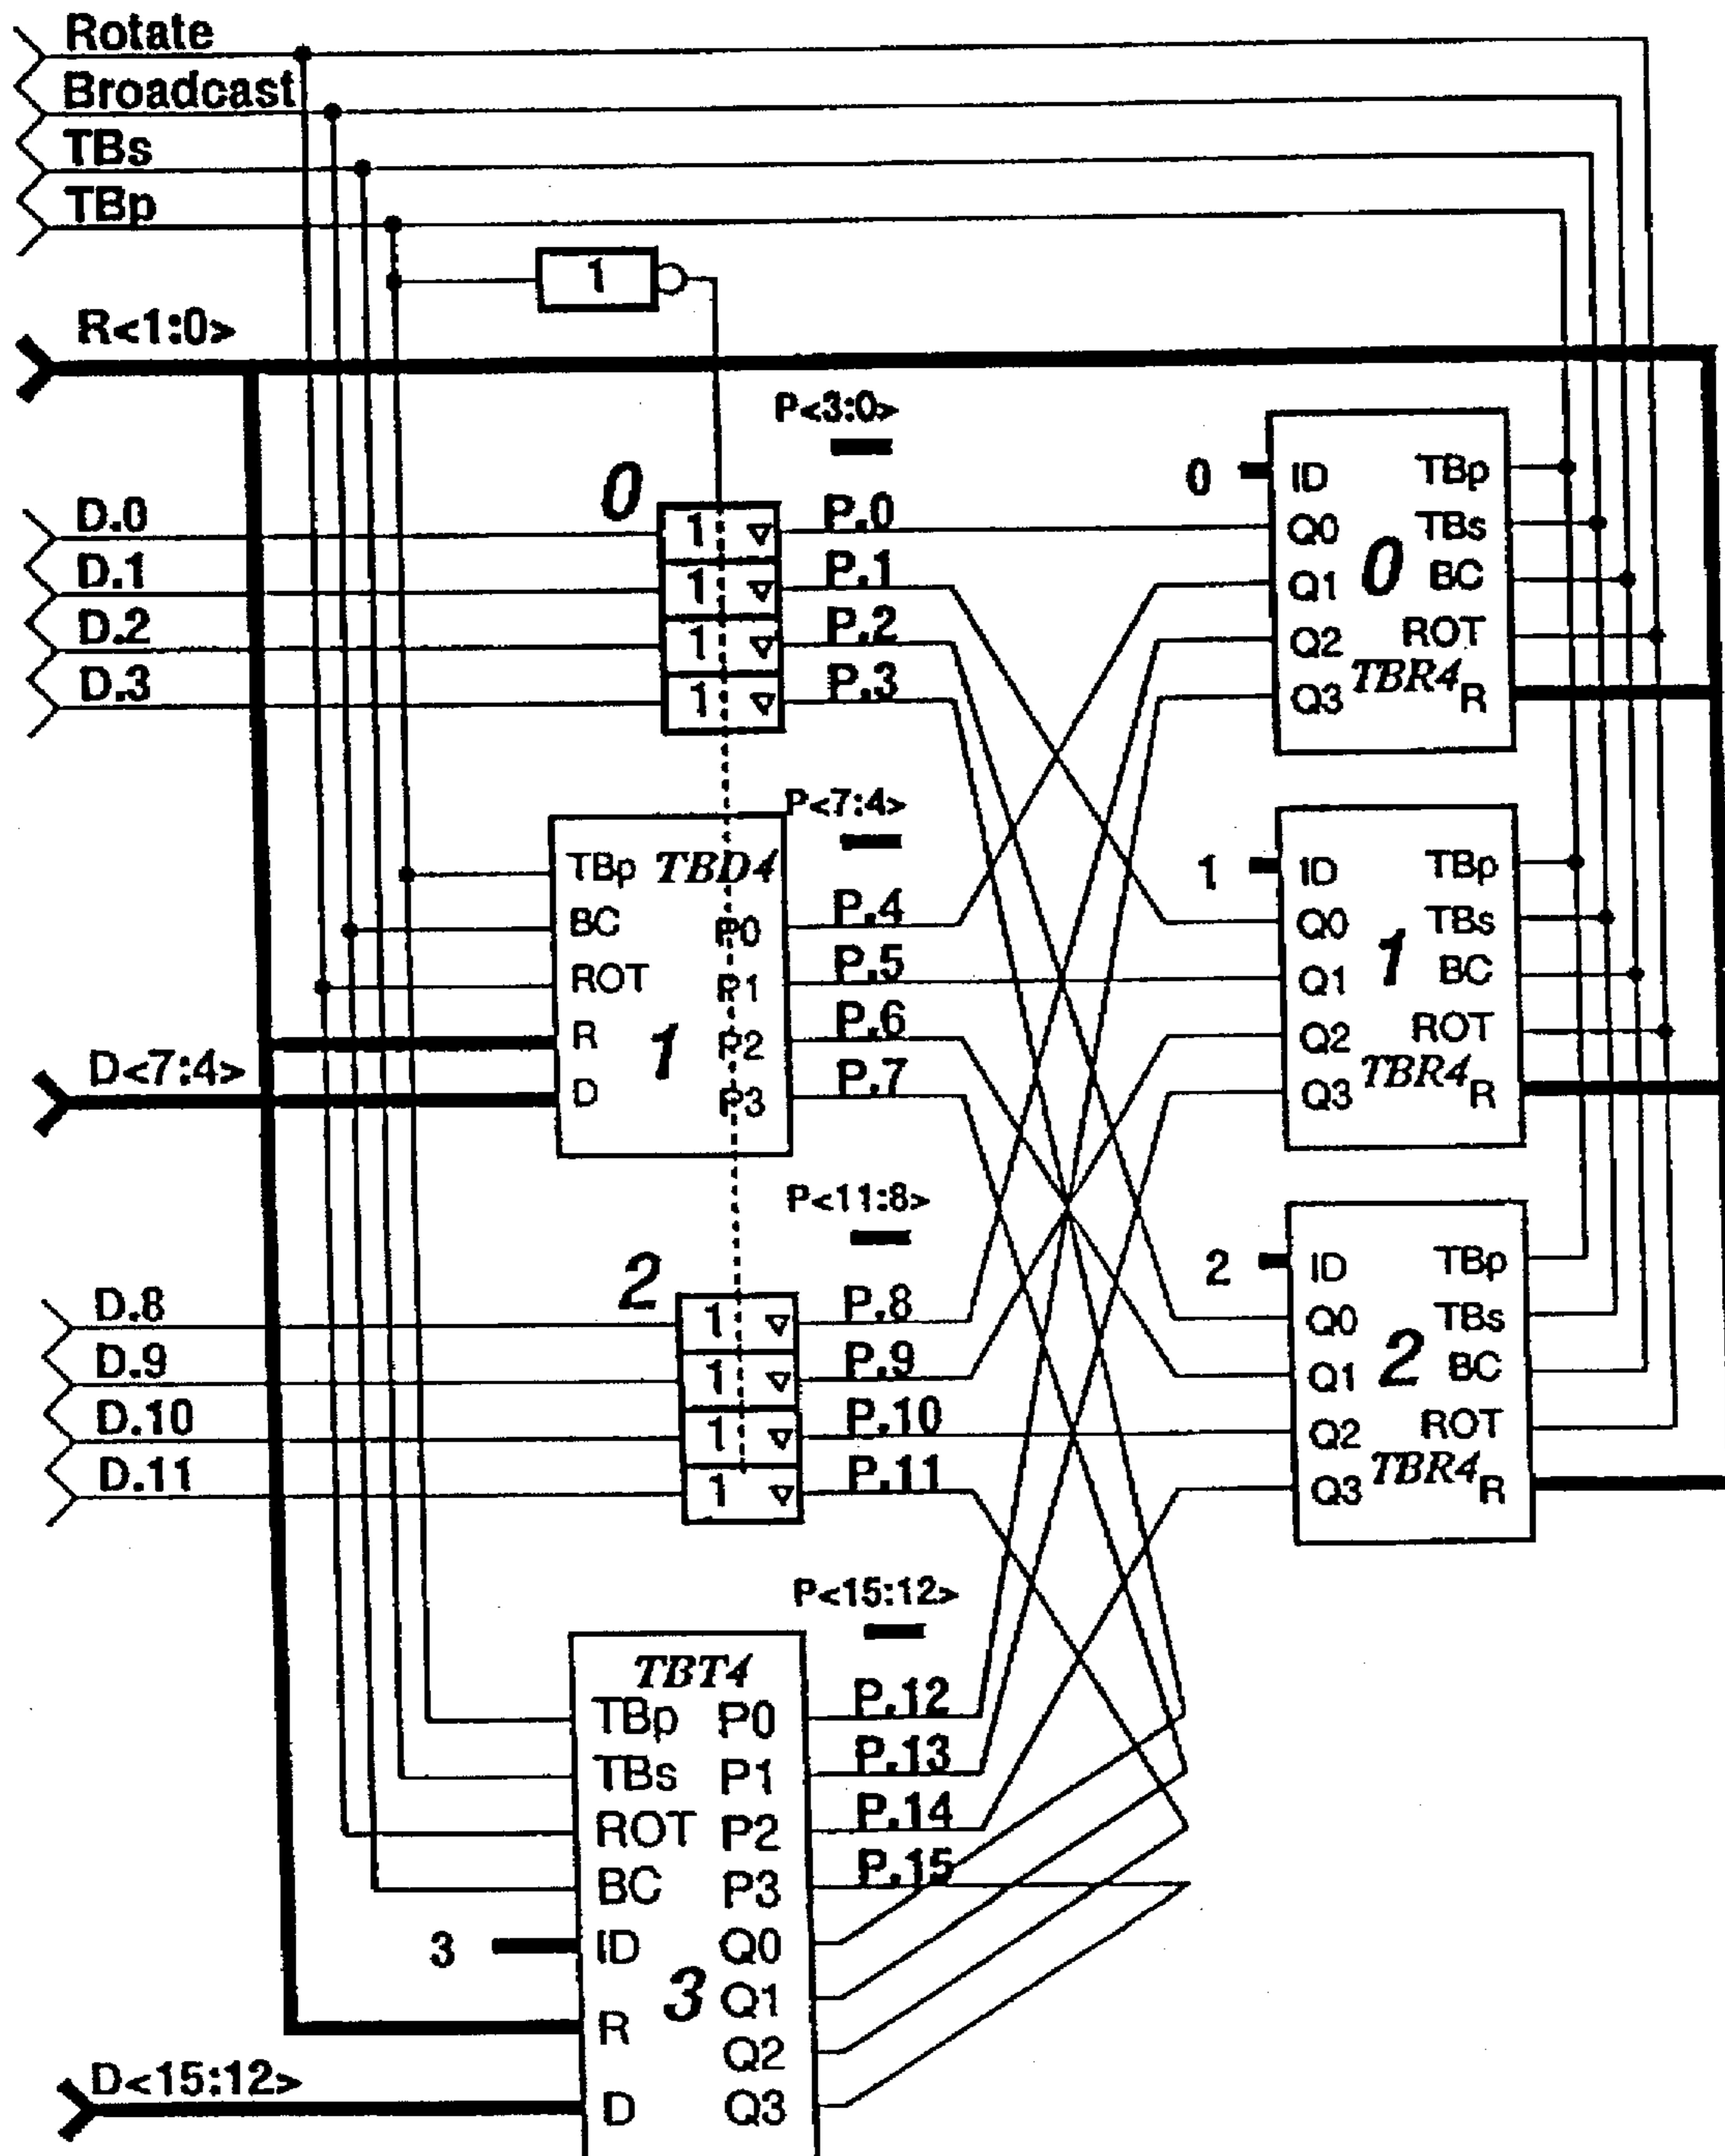 Rotate
Broadcast
TBs
TBp
1
R<1:0>
P<3:0>
0
D.0
D.1
D.2
D.3
1
1
1
1
P.0
P.1
P.2
P.3
0
ID TBp
Q0 TBs
Q1 0 BC
Q2 ROT
Q3 TBR4 R
P<7:4>
TBp TBD4
BC P0
ROT P1
R 1 P2
D P3
D<7:4>
P.4
P.5
P.6
P.7
1
ID TBp
Q0 TBs
Q1 1 BC
Q2 ROT
Q3 TBR4 R
P<11:8>
2
D.8
D.9
D.10
D.11
1
1
1
1
P.8
P.9
P.10
P.11
2
ID TBp
Q0 TBs
Q1 2 BC
Q2 ROT
Q3 TBR4 R
P<15:12>
TBT4
TBp P0
TBs P1
ROT P2
BC P3
3 ID Q0
3 Q1
R Q2
D Q3
P.12
P.13
P.14
P.15
D<15:12>